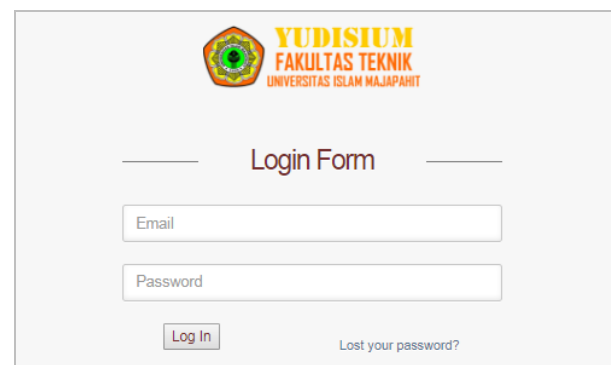 YUDISIUM
FAKULTAS TEKNIK
UNIVERSITAS ISLAM MAJAPAHIT
Login Form
Email
Password
Log In Lost your password?